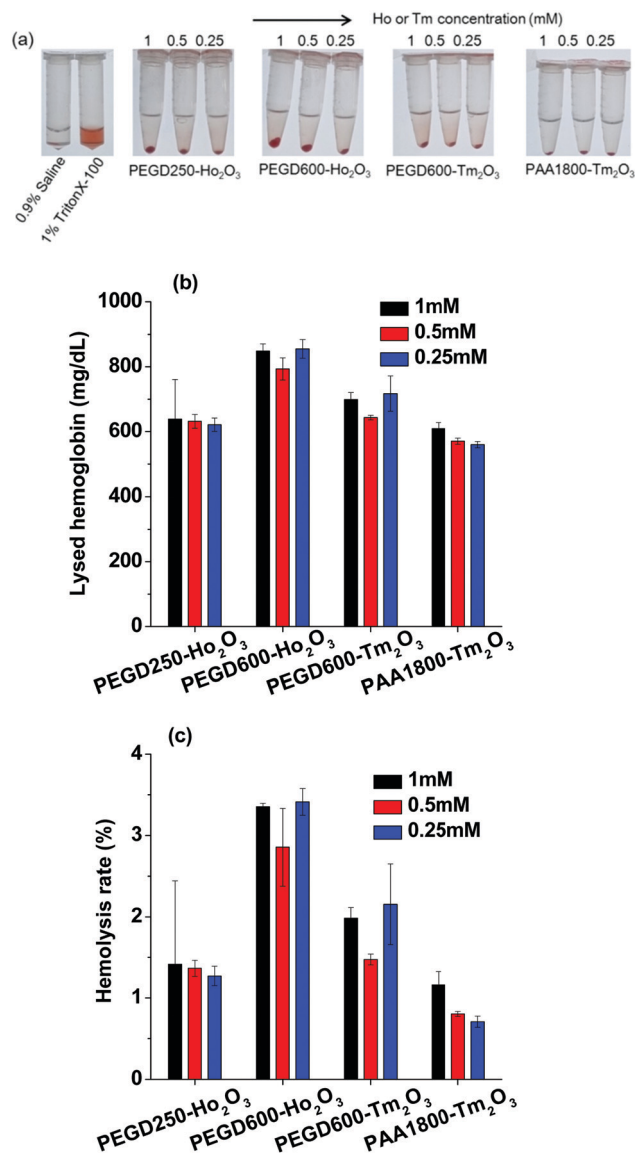 Ho or Tm concentration (mM)
(a)
1 0.5 0.25
1 0.5 0.25
1 0.5 0.25
1 0.5 0.25
0.9% Saline
1% TritonX-100
PEGD250-Ho₂O₃
PEGD600-Ho₂O₃
PEGD600-Tm₂O₃
PAA1800-Tm₂O₃
(b)
1mM
0.5mM
0.25mM
Lysed hemoglobin (mg/dL)
1000
800
600
400
200
0
PEGD250-Ho₂O₃
PEGD600-Ho₂O₃
PEGD600-Tm₂O₃
PAA1800-Tm₂O₃
(c)
1mM
0.5mM
0.25mM
Hemolysis rate (%)
4
3
2
1
0
PEGD250-Ho₂O₃
PEGD600-Ho₂O₃
PEGD600-Tm₂O₃
PAA1800-Tm₂O₃